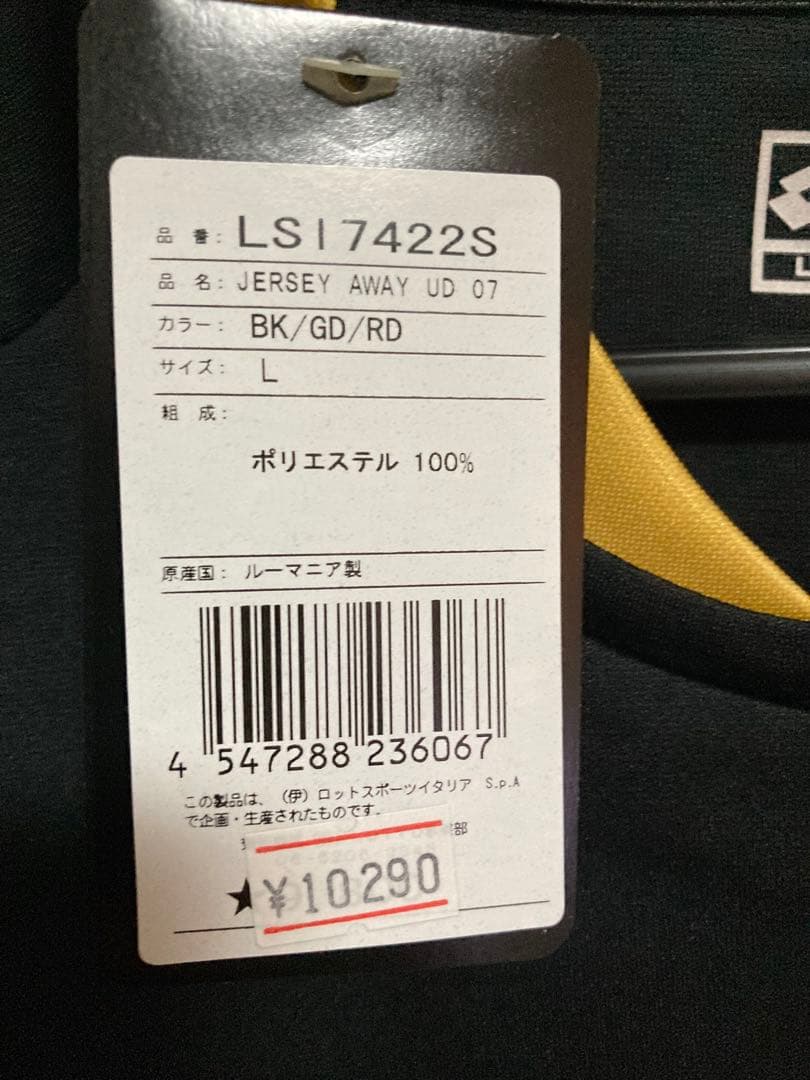 品 番: LSI7422S
品 名: JERSEY AWAY UD 07
カラー: BK/GD/RD
サイズ: L
組 成:
ポリエステル 100%
原産国: ルーマニア製
4 547288 236067
この製品は、(伊)ロットスポーツイタリア S.p.A
で企画・生産されたものです。
部
★
¥10290
L